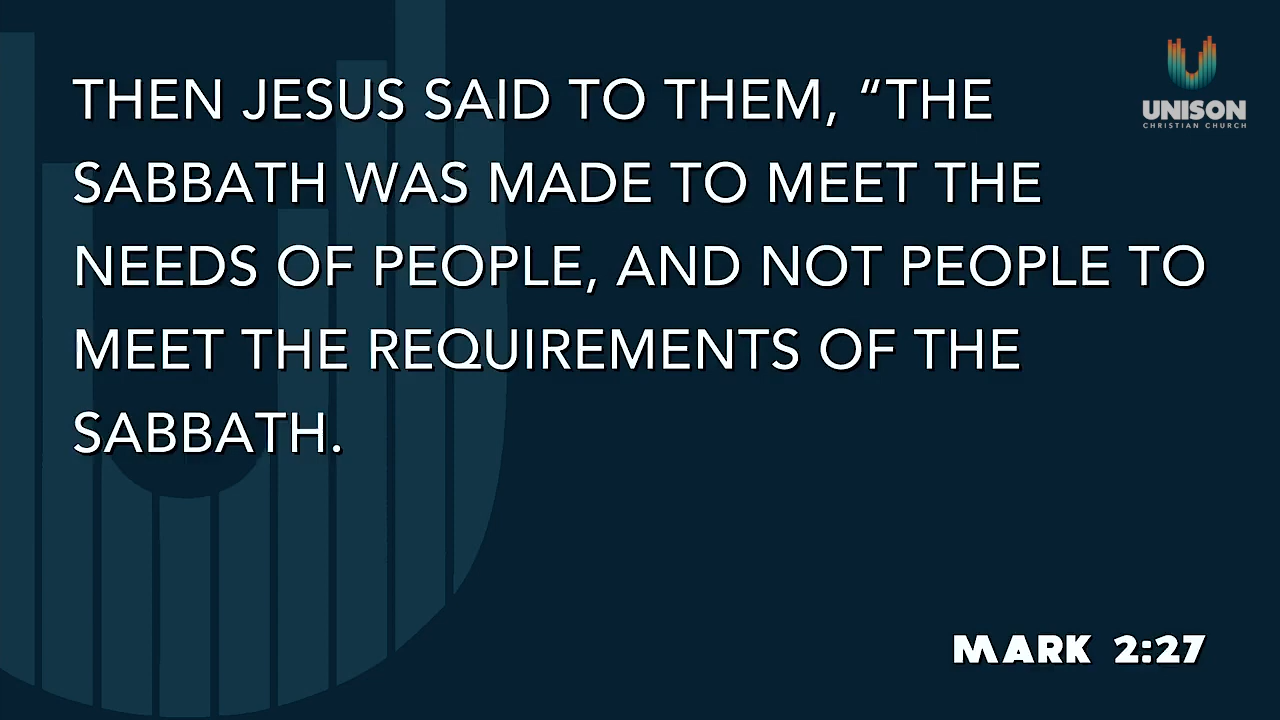 THEN JESUS SAID TO THEM, “THE
SABBATH WAS MADE TO MEET THE
NEEDS OF PEOPLE, AND NOT PEOPLE TO
MEET THE REQUIREMENTS OF THE
SABBATH.
UNISON
CHRISTIAN CHURCH
MARK 2:27